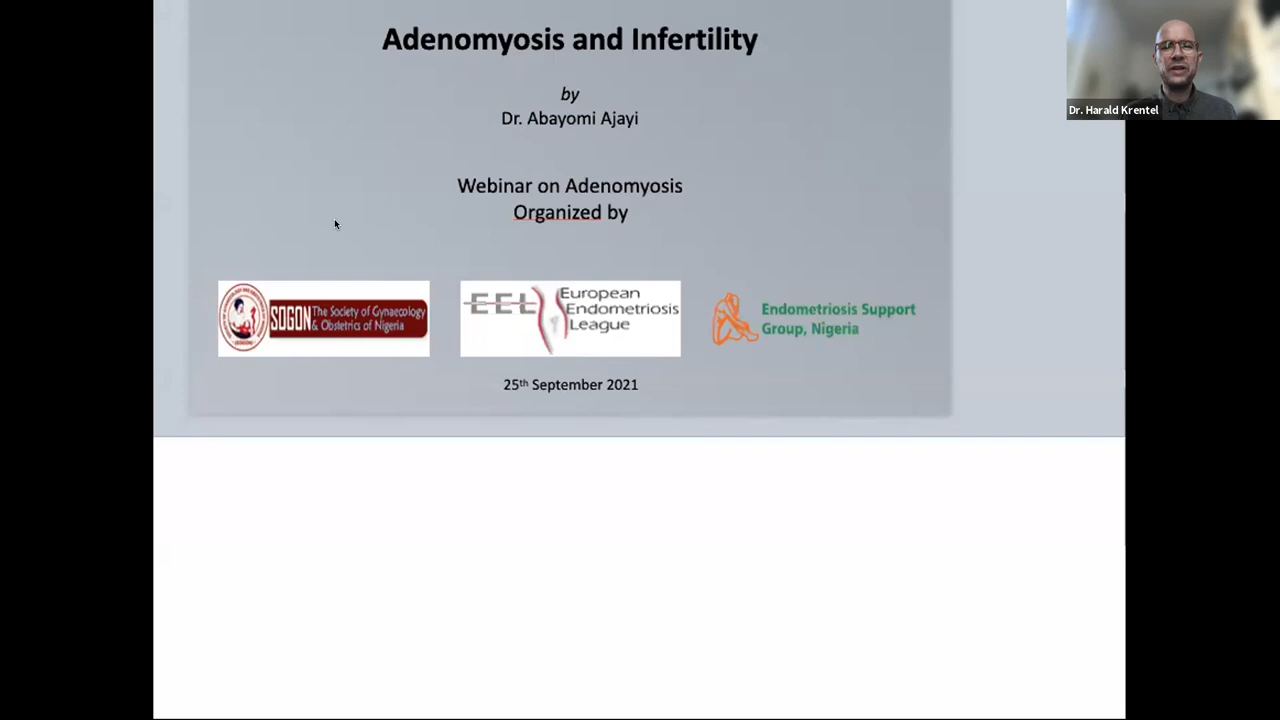 Adenomyosis and Infertility
by
Dr. Abayomi Ajayi
Webinar on Adenomyosis
Organized by
SOGON The Society of Gynaecology
& Obstetrics of Nigeria
EEL European
Endometriosis
League
Endometriosis Support
Group, Nigeria
25th September 2021
Dr. Harald Krentel